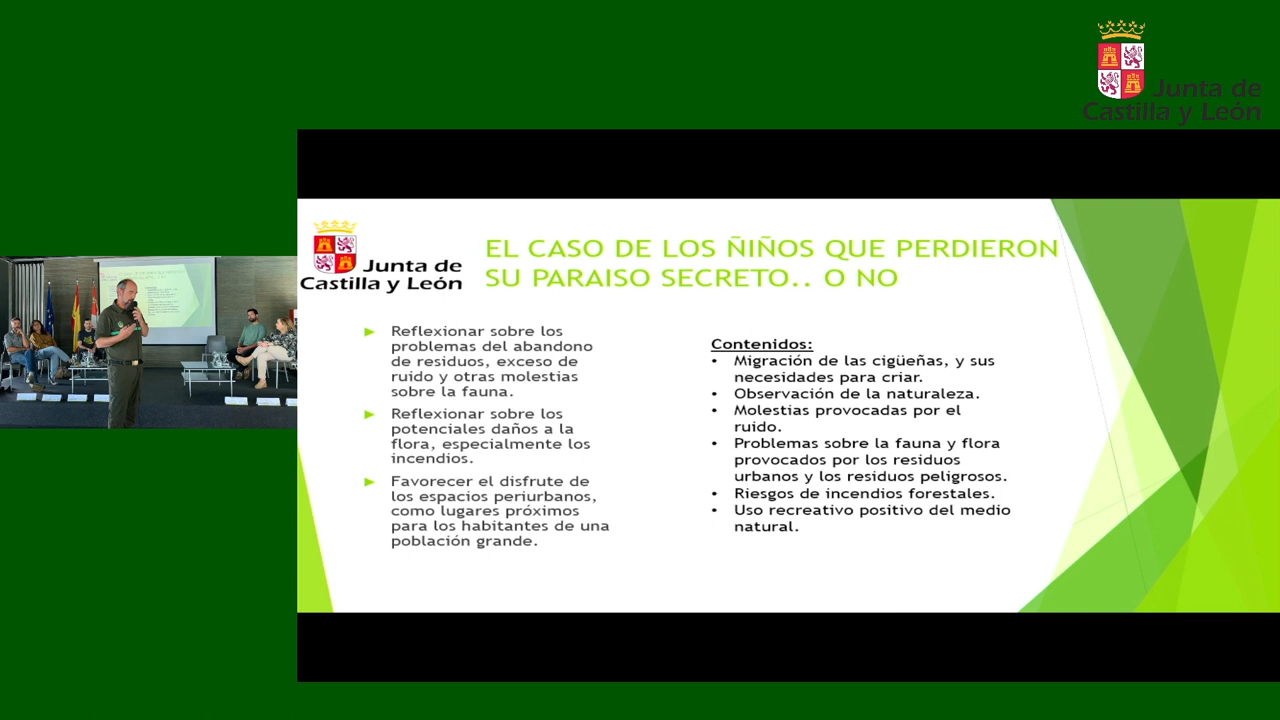 Junta de
Castilla y León
Junta de
Castilla y León
EL CASO DE LOS ÑIÑOS QUE PERDIERON
SU PARAISO SECRETO.. O NO
Reflexionar sobre los
problemas del abandono
de residuos, exceso de
ruido y otras molestias
sobre la fauna.
Reflexionar sobre los
potenciales daños a la
flora, especialmente los
incendios.
Favorecer el disfrute de
los espacios periurbanos,
como lugares próximos
para los habitantes de una
población grande.
Contenidos:
• Migración de las cigüeñas, y sus
necesidades para criar.
• Observación de la naturaleza.
• Molestias provocadas por el
ruido.
• Problemas sobre la fauna y flora
provocados por los residuos
urbanos y los residuos peligrosos.
• Riesgos de incendios forestales.
• Uso recreativo positivo del medio
natural.